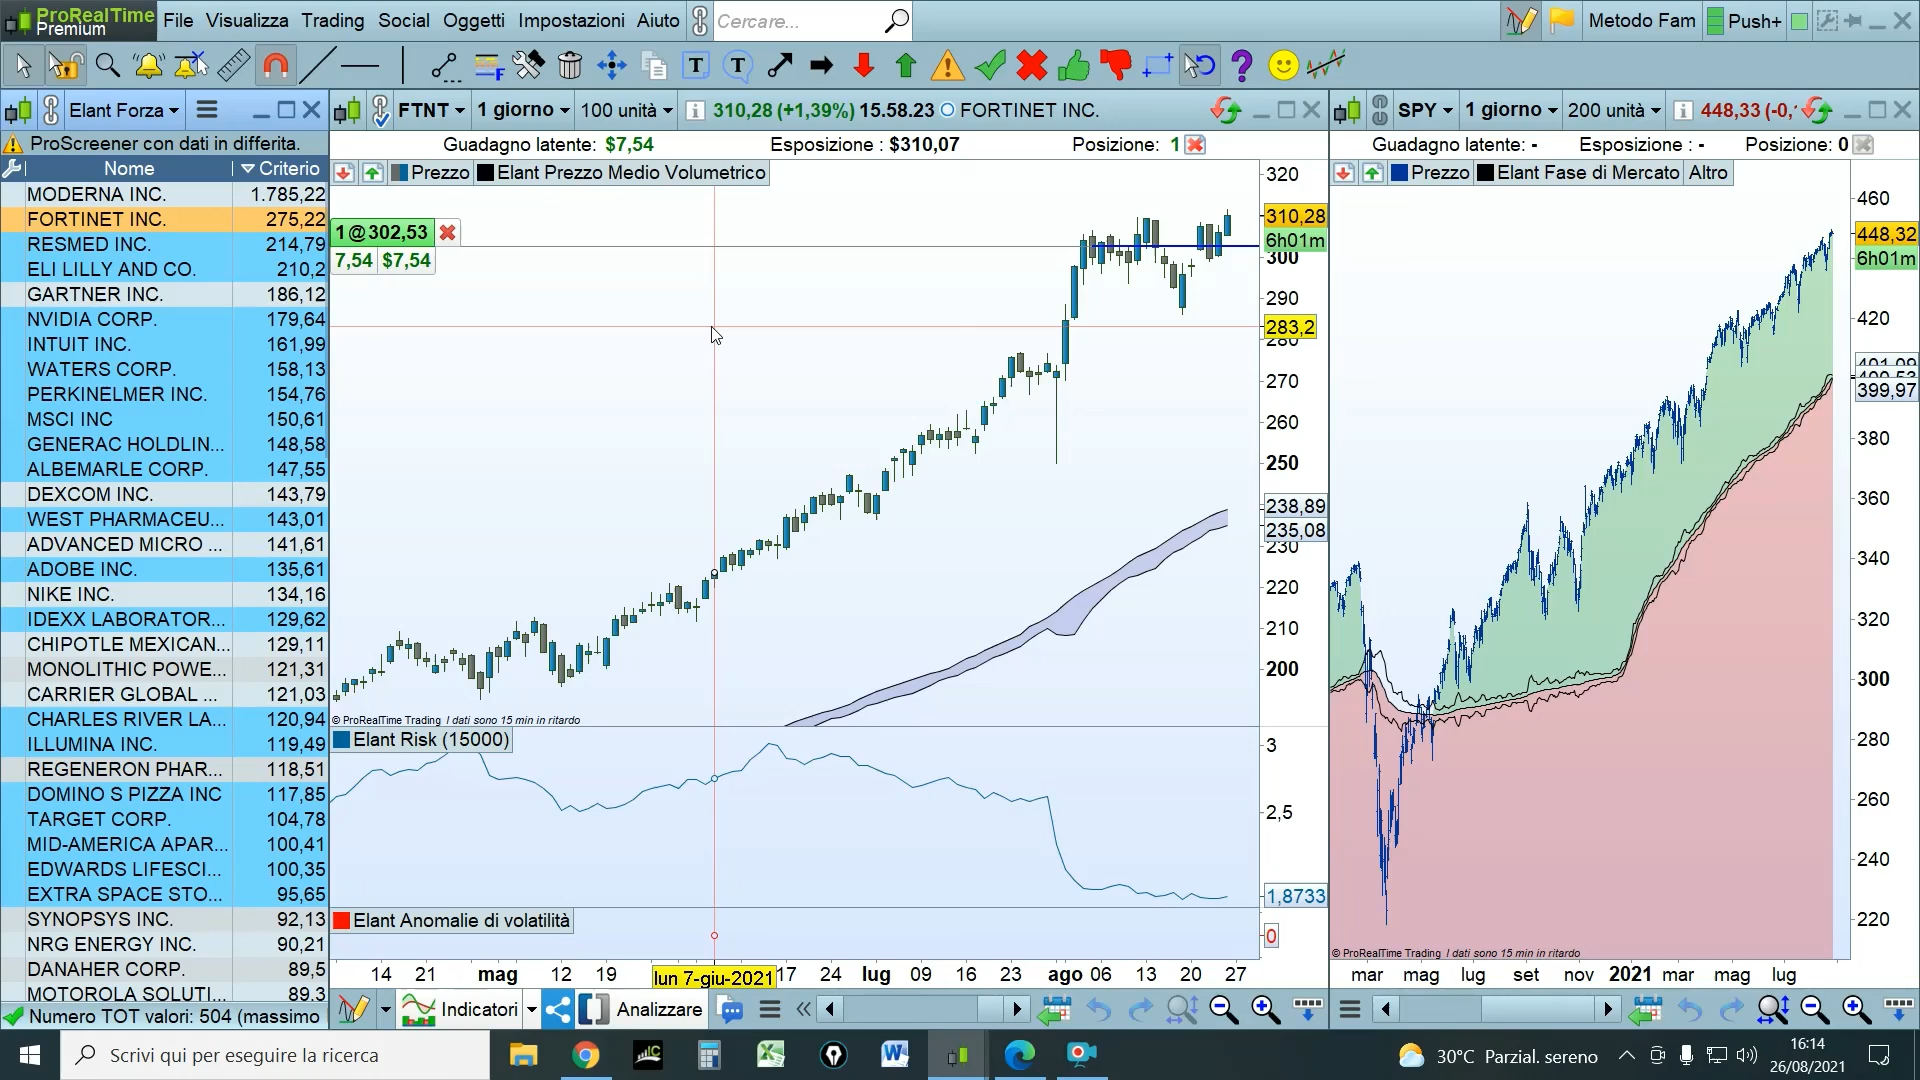 ProRealTime
Premium
File Visualizza Trading Social Oggetti Impostazioni Aiuto
Cercare...
Metodo Fam
Push+
Elant Forza
FTNT 1 giorno 100 unità 310,28 (+1,39%) 15.58.23 FORTINET INC.
SPY 1 giorno 200 unità 448,33 (-0,
ProScreener con dati in differita.
Guadagno latente: $7,54 Esposizione : $310,07 Posizione: 1
Guadagno latente: - Esposizione : - Posizione: 0
Nome Criterio
MODERNA INC. 1.785,22
FORTINET INC. 275,22
RESMED INC. 214,79
ELI LILLY AND CO. 210,2
GARTNER INC. 186,12
NVIDIA CORP. 179,64
INTUIT INC. 161,99
WATERS CORP. 158,13
PERKINELMER INC. 154,76
MSCI INC 150,61
GENERAC HOLDLIN... 148,58
ALBEMARLE CORP. 147,55
DEXCOM INC. 143,79
WEST PHARMACEU... 143,01
ADVANCED MICRO ... 141,61
ADOBE INC. 135,61
NIKE INC. 134,16
IDEXX LABORATOR... 129,62
CHIPOTLE MEXICAN... 129,11
MONOLITHIC POWE... 121,31
CARRIER GLOBAL ... 121,03
CHARLES RIVER LA... 120,94
ILLUMINA INC. 119,49
REGENERON PHAR... 118,51
DOMINO S PIZZA INC 117,85
TARGET CORP. 104,78
MID-AMERICA APAR... 100,41
EDWARDS LIFESCI... 100,35
EXTRA SPACE STO... 95,65
SYNOPSYS INC. 92,13
NRG ENERGY INC. 90,21
DANAHER CORP. 89,5
MOTOROLA SOLUTI... 89.3
Numero TOT valori: 504 (massimo
Prezzo Elant Prezzo Medio Volumetrico
1@302,53
7,54 $7,54
320
310,28
6h01m
300
290
283,2
280
270
260
250
238,89
235,08
230
220
210
200
© ProRealTime Trading I dati sono 15 min in ritardo
Elant Risk (15000)
3
2,5
1,8733
Elant Anomalie di volatilità
0
14 21 mag 12 19 lun 7-giu-2021 17 24 lug 09 16 23 ago 06 13 20 27
Indicatori Analizzare
Prezzo Elant Fase di Mercato Altro
460
448,32
6h01m
420
399,97
380
360
340
320
300
280
260
240
220
© ProRealTime Trading I dati sono 15 min in ritardo
mar mag lug set nov 2021 mar mag lug
Scrivi qui per eseguire la ricerca
30°C Parzial. sereno
16:14
26/08/2021